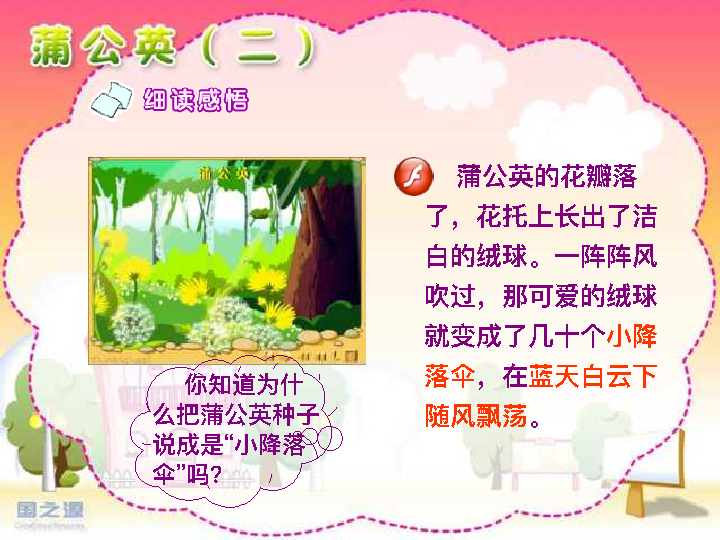 蒲公英（二）
细读感悟
蒲公英
蒲公英的花瓣落
了，花托上长出了洁
白的绒球。一阵阵风
吹过，那可爱的绒球
就变成了几十个小降
落伞，在蓝天白云下
随风飘荡。
你知道为什
么把蒲公英种子
说成是“小降落
伞”吗?
国之源